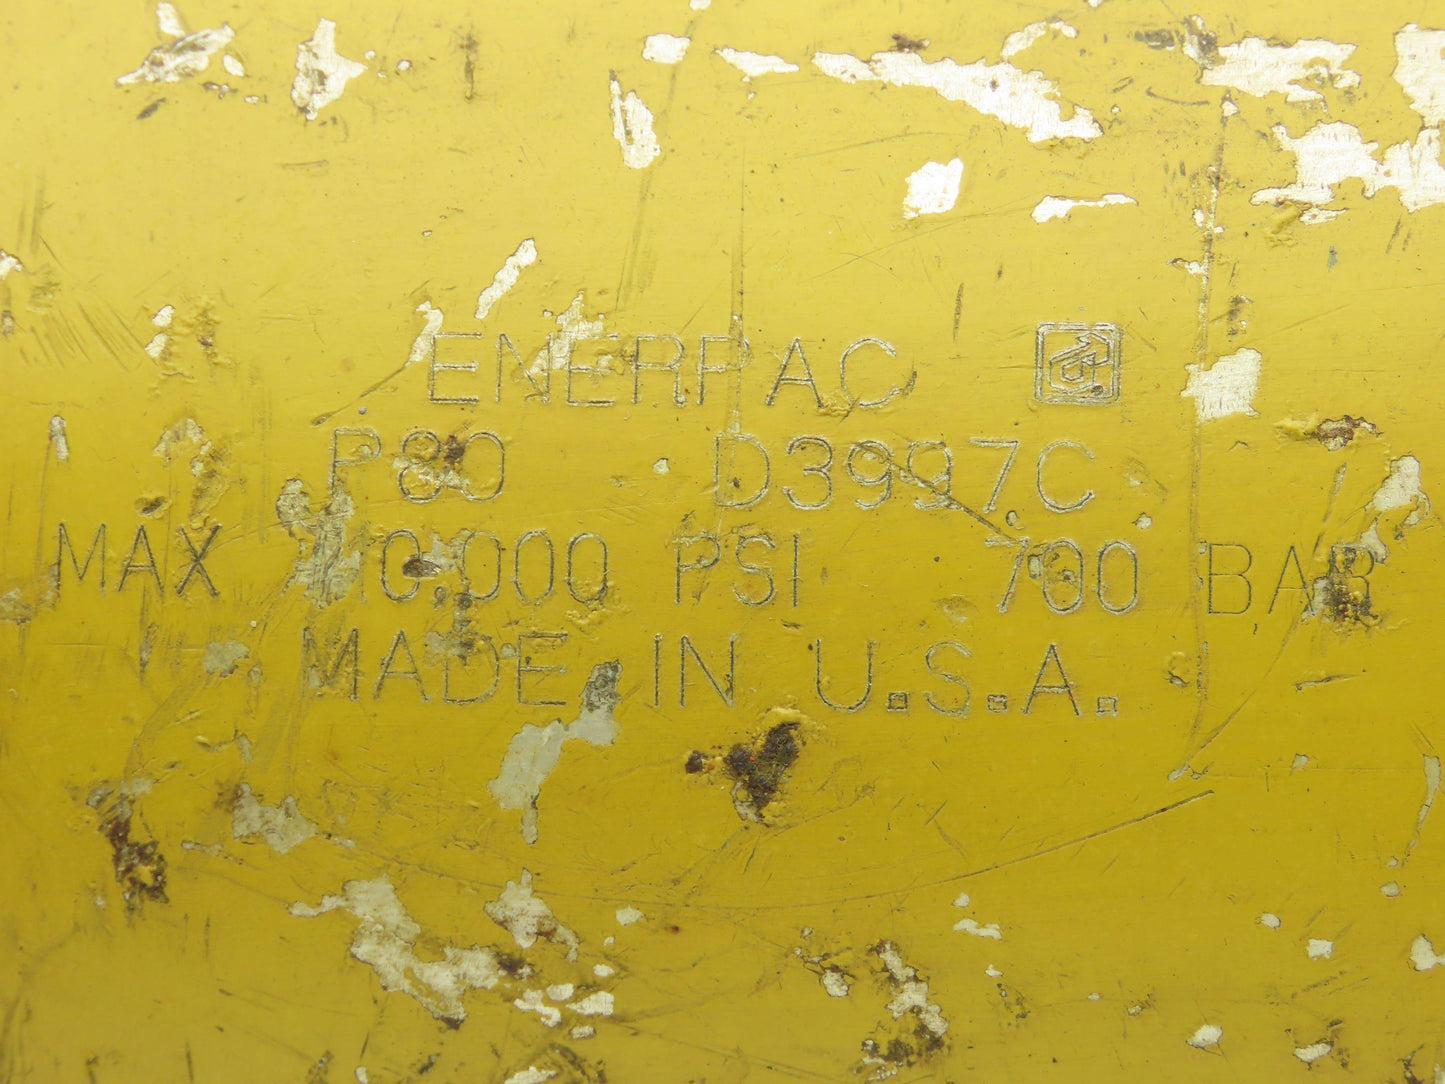 ENERPAC
P80 D3997C
MAX 10,000 PSI 700 BAR
MADE IN U.S.A.